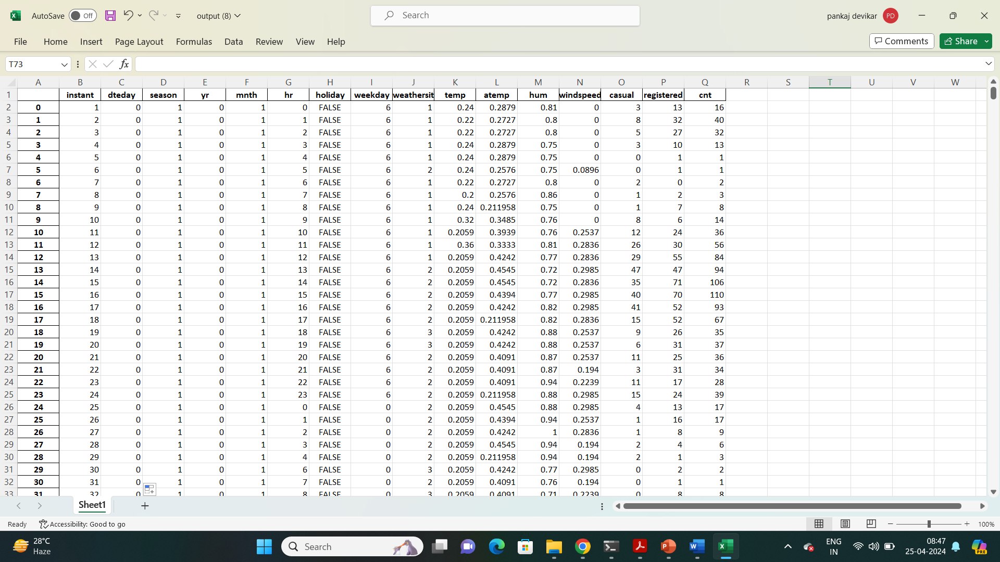 AutoSave Off output (8) Search pankaj devikar PD
File Home Insert Page Layout Formulas Data Review View Help Comments Share
T73 fx
A B C D E F G H I J K L M N O P Q R S T U V W
1 instant dteday season yr mnth hr holiday weekday weathersit temp atemp hum windspeed casual registered cnt
2 0 1 0 1 0 1 0 FALSE 6 1 0.24 0.2879 0.81 0 3 13 16
3 1 2 0 1 0 1 1 FALSE 6 1 0.22 0.2727 0.8 0 8 32 40
4 2 3 0 1 0 1 2 FALSE 6 1 0.22 0.2727 0.8 0 5 27 32
5 3 4 0 1 0 1 3 FALSE 6 1 0.24 0.2879 0.75 0 3 10 13
6 4 5 0 1 0 1 4 FALSE 6 1 0.24 0.2879 0.75 0 0 1 1
7 5 6 0 1 0 1 5 FALSE 6 2 0.24 0.2576 0.75 0.0896 0 1 1
8 6 7 0 1 0 1 6 FALSE 6 1 0.22 0.2727 0.8 0 2 0 2
9 7 8 0 1 0 1 7 FALSE 6 1 0.2 0.2576 0.86 0 1 2 3
10 8 9 0 1 0 1 8 FALSE 6 1 0.24 0.211958 0.75 0 1 7 8
11 9 10 0 1 0 1 9 FALSE 6 1 0.32 0.3485 0.76 0 8 6 14
12 10 11 0 1 0 1 10 FALSE 6 1 0.2059 0.3939 0.76 0.2537 12 24 36
13 11 12 0 1 0 1 11 FALSE 6 1 0.36 0.3333 0.81 0.2836 26 30 56
14 12 13 0 1 0 1 12 FALSE 6 1 0.2059 0.4242 0.77 0.2836 29 55 84
15 13 14 0 1 0 1 13 FALSE 6 2 0.2059 0.4545 0.72 0.2985 47 47 94
16 14 15 0 1 0 1 14 FALSE 6 2 0.2059 0.4545 0.72 0.2836 35 71 106
17 15 16 0 1 0 1 15 FALSE 6 2 0.2059 0.4394 0.77 0.2985 40 70 110
18 16 17 0 1 0 1 16 FALSE 6 2 0.2059 0.4242 0.82 0.2985 41 52 93
19 17 18 0 1 0 1 17 FALSE 6 2 0.2059 0.211958 0.82 0.2836 15 52 67
20 18 19 0 1 0 1 18 FALSE 6 3 0.2059 0.4242 0.88 0.2537 9 26 35
21 19 20 0 1 0 1 19 FALSE 6 3 0.2059 0.4242 0.88 0.2537 6 31 37
22 20 21 0 1 0 1 20 FALSE 6 2 0.2059 0.4091 0.87 0.2537 11 25 36
23 21 22 0 1 0 1 21 FALSE 6 2 0.2059 0.4091 0.87 0.194 3 31 34
24 22 23 0 1 0 1 22 FALSE 6 2 0.2059 0.4091 0.94 0.2239 11 17 28
25 23 24 0 1 0 1 23 FALSE 6 2 0.2059 0.211958 0.88 0.2985 15 24 39
26 24 25 0 1 0 1 0 FALSE 0 2 0.2059 0.4545 0.88 0.2985 4 13 17
27 25 26 0 1 0 1 1 FALSE 0 2 0.2059 0.4394 0.94 0.2537 1 16 17
28 26 27 0 1 0 1 2 FALSE 0 2 0.2059 0.4242 1 0.2836 1 8 9
29 27 28 0 1 0 1 3 FALSE 0 2 0.2059 0.4545 0.94 0.194 2 4 6
30 28 29 0 1 0 1 4 FALSE 0 2 0.2059 0.211958 0.94 0.194 2 1 3
31 29 30 0 1 0 1 6 FALSE 0 3 0.2059 0.4242 0.77 0.2985 0 2 2
32 30 31 0 1 0 1 7 FALSE 0 2 0.2059 0.4091 0.76 0.194 0 1 1
33 31 32 0 1 0 1 8 FALSE 0 3 0.2059 0.4091 0.71 0.2239 0 8 8
Sheet1
Ready Accessibility: Good to go 100%
28°C
Haze
Search
ENG
IN
08:47
25-04-2024
PRE